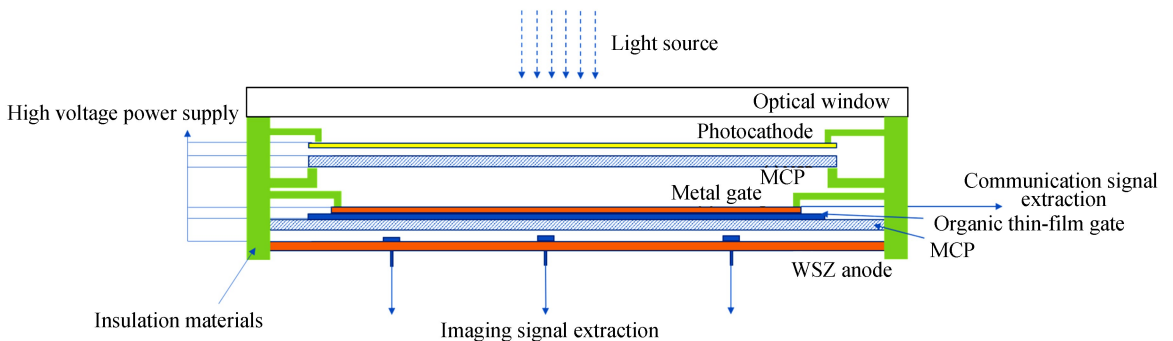 Light source
Optical window
High voltage power supply
Photocathode
MCP
Metal gate
Communication signal
extraction
Organic thin-film gate
MCP
WSZ anode
Insulation materials
Imaging signal extraction